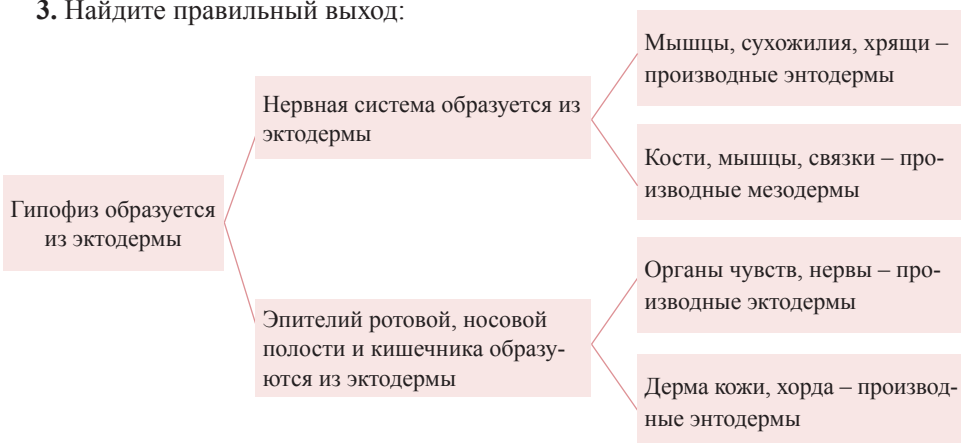 3. Найдите правильный выход:
Мышцы, сухожилия, хрящи –
производные энтодермы
Нервная система образуется из
эктодермы
Кости, мышцы, связки – про-
изводные мезодермы
Гипофиз образуется
из эктодермы
Органы чувств, нервы – про-
изводные эктодермы
Эпителий ротовой, носовой
полости и кишечника образу-
ются из эктодермы
Дерма кожи, хорда – производ-
ные энтодермы